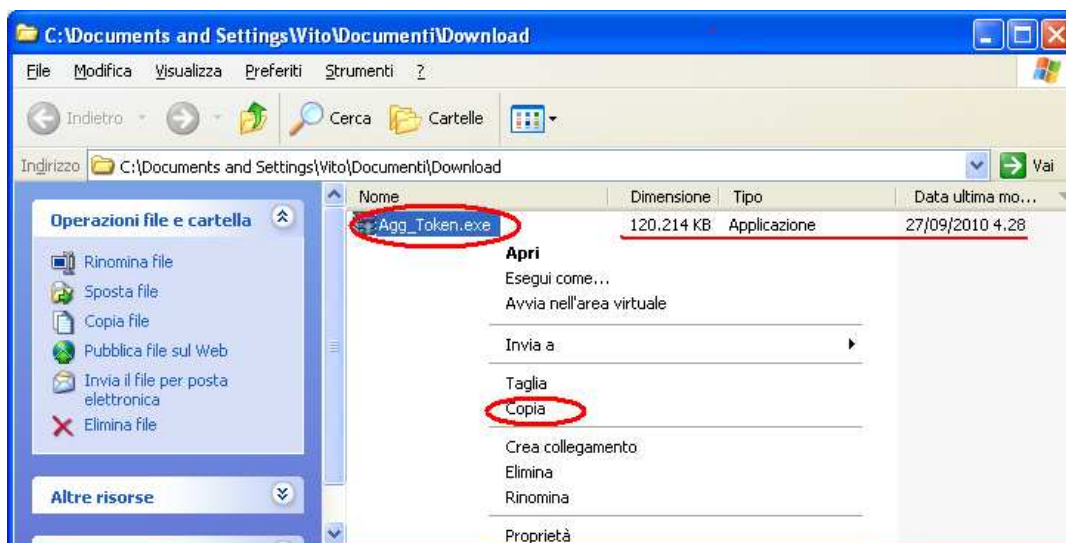 C:\Documents and Settings\Vito\Documenti\Download
File Modifica Visualizza Preferiti Strumenti ?
Indietro Cerca Cartelle
Indirizzo C:\Documents and Settings\Vito\Documenti\Download Vai
Nome Dimensione Tipo Data ultima mo...
Operazioni file e cartella
Rinomina file
Sposta file
Copia file
Pubblica file sul Web
Invia il file per posta
elettronica
Elimina file
Altre risorse
Agg_Token.exe 120.214 KB Applicazione 27/09/2010 4.28
Apri
Esegui come...
Avvia nell'area virtuale
Invia a
Taglia
Copia
Crea collegamento
Elimina
Rinomina
Proprietà